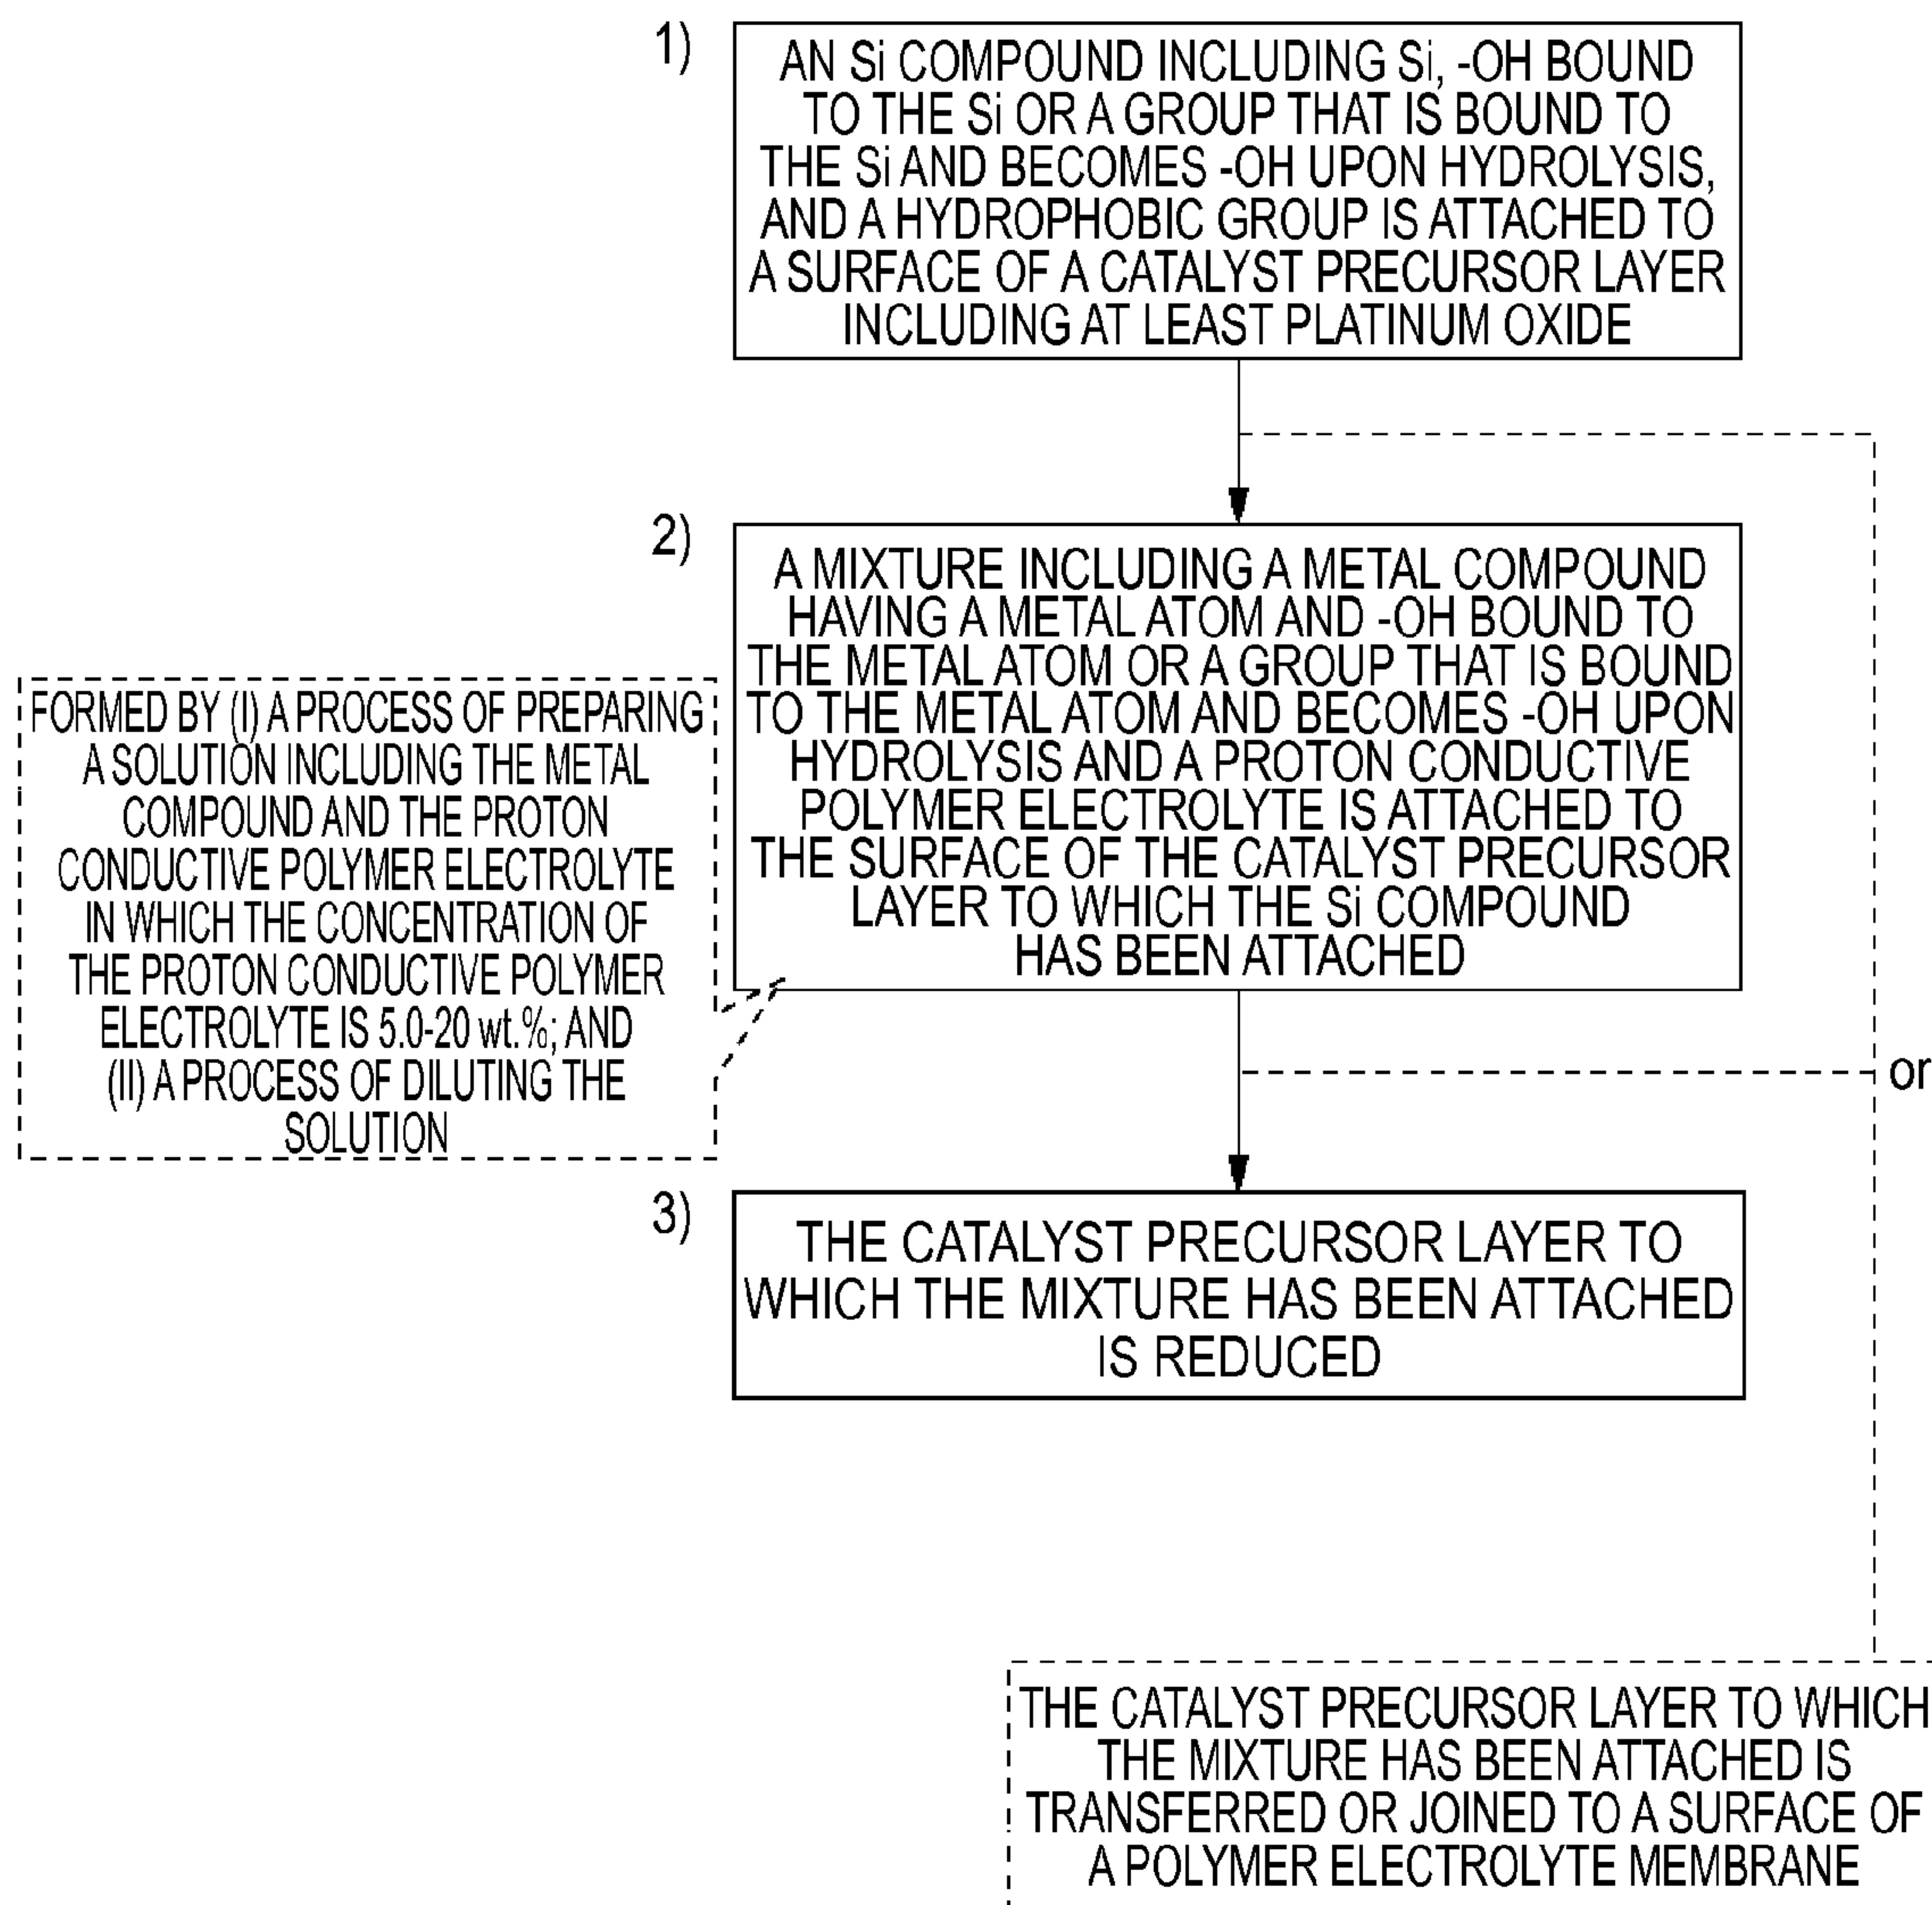 1)
AN Si COMPOUND INCLUDING Si, -OH BOUND
TO THE Si OR A GROUP THAT IS BOUND TO
THE Si AND BECOMES -OH UPON HYDROLYSIS,
AND A HYDROPHOBIC GROUP IS ATTACHED TO
A SURFACE OF A CATALYST PRECURSOR LAYER
INCLUDING AT LEAST PLATINUM OXIDE
2)
A MIXTURE INCLUDING A METAL COMPOUND
HAVING A METAL ATOM AND -OH BOUND TO
THE METAL ATOM OR A GROUP THAT IS BOUND
TO THE METAL ATOM AND BECOMES -OH UPON
HYDROLYSIS AND A PROTON CONDUCTIVE
POLYMER ELECTROLYTE IS ATTACHED TO
THE SURFACE OF THE CATALYST PRECURSOR
LAYER TO WHICH THE Si COMPOUND
HAS BEEN ATTACHED
FORMED BY (I) A PROCESS OF PREPARING
A SOLUTION INCLUDING THE METAL
COMPOUND AND THE PROTON
CONDUCTIVE POLYMER ELECTROLYTE
IN WHICH THE CONCENTRATION OF
THE PROTON CONDUCTIVE POLYMER
ELECTROLYTE IS 5.0-20 wt.%; AND
(II) A PROCESS OF DILUTING THE
SOLUTION
or
3)
THE CATALYST PRECURSOR LAYER TO
WHICH THE MIXTURE HAS BEEN ATTACHED
IS REDUCED
THE CATALYST PRECURSOR LAYER TO WHICH
THE MIXTURE HAS BEEN ATTACHED IS
TRANSFERRED OR JOINED TO A SURFACE OF
A POLYMER ELECTROLYTE MEMBRANE